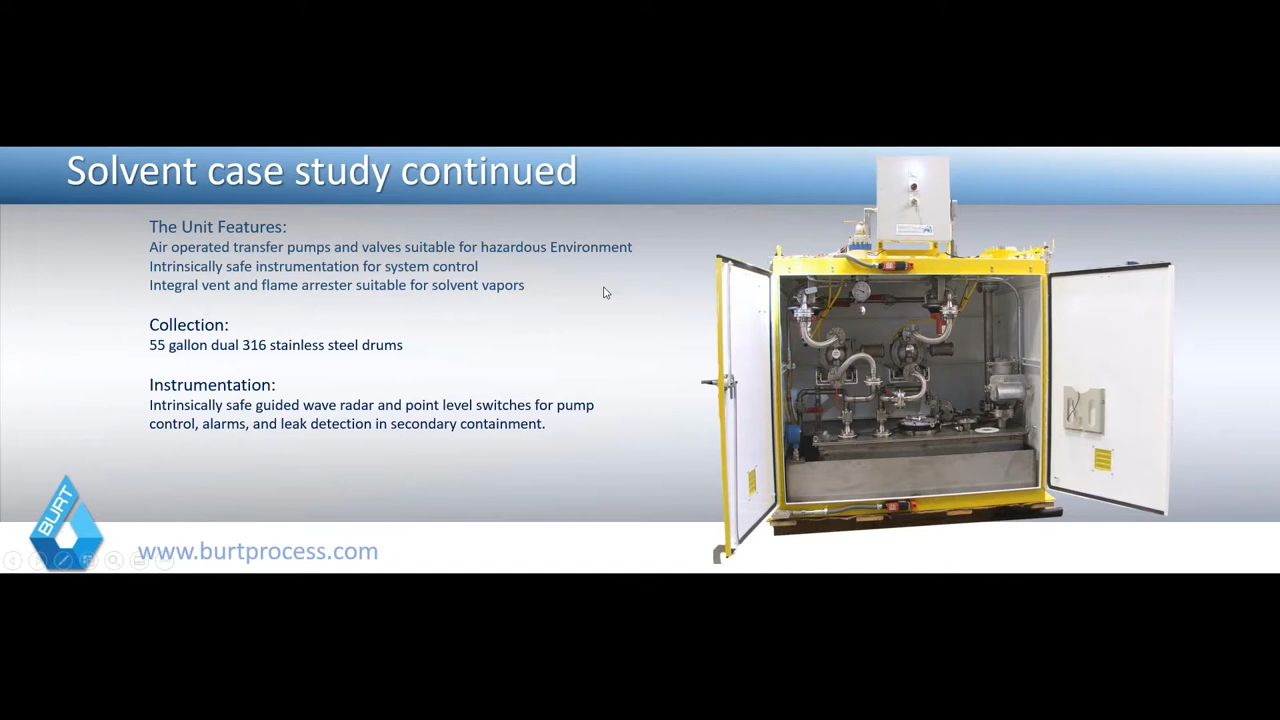 Solvent case study continued
The Unit Features:
Air operated transfer pumps and valves suitable for hazardous Environment
Intrinsically safe instrumentation for system control
Integral vent and flame arrester suitable for solvent vapors
Collection:
55 gallon dual 316 stainless steel drums
Instrumentation:
Intrinsically safe guided wave radar and point level switches for pump
control, alarms, and leak detection in secondary containment.
BURT
www.burtprocess.com